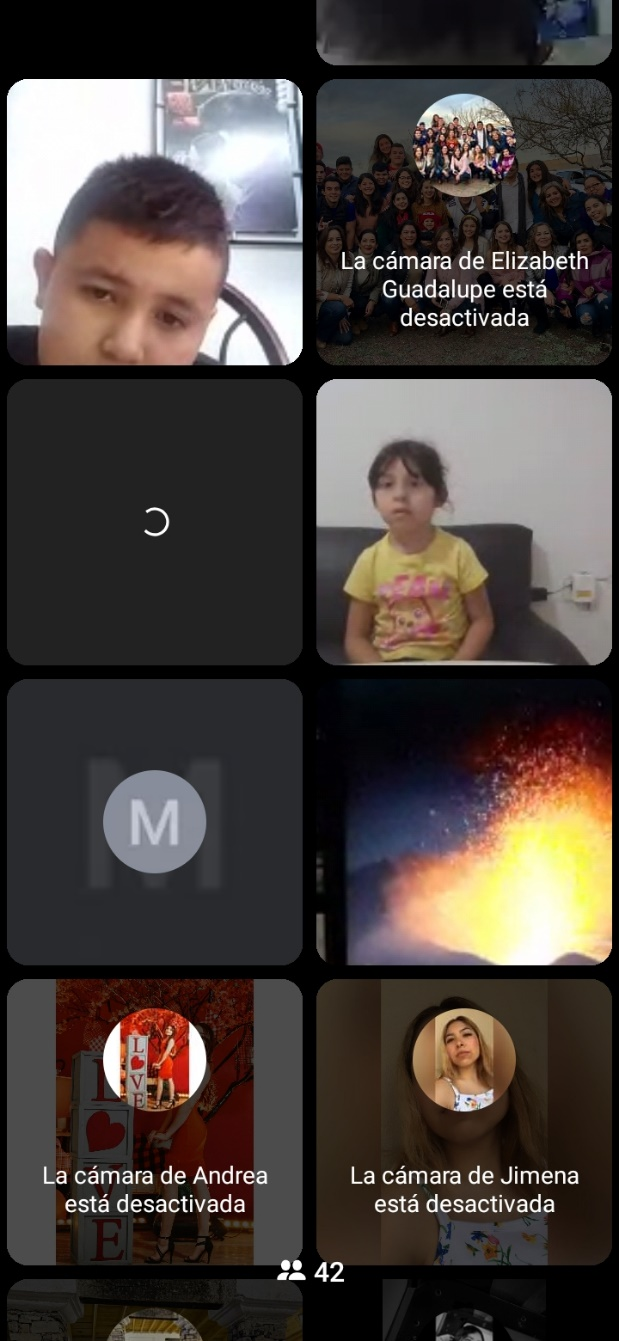 La cámara de Elizabeth
Guadalupe está
desactivada
M
L
O
V
E
La cámara de Andrea
está desactivada
La cámara de Jimena
está desactivada
42